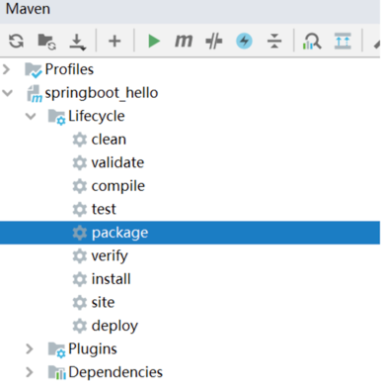 Maven
Profiles
springboot_hello
Lifecycle
clean
validate
compile
test
package
verify
install
site
deploy
Plugins
Dependencies